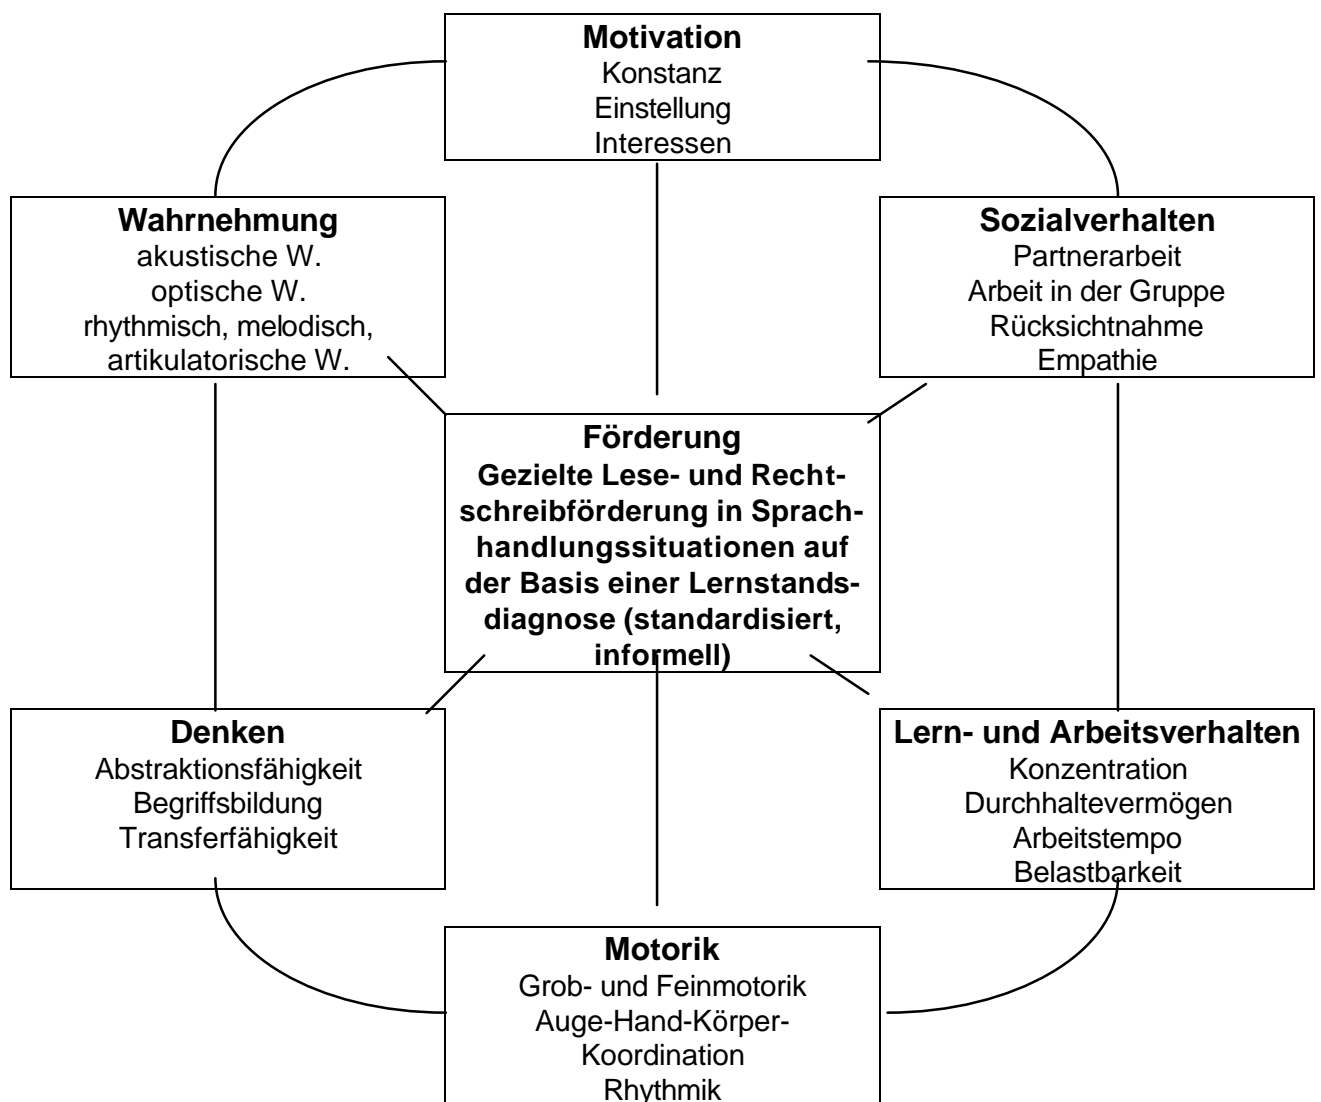 Motivation
Konstanz
Einstellung
Interessen
Wahrnehmung
akustische W.
optische W.
rhythmisch, melodisch,
artikulatorische W.
Sozialverhalten
Partnerarbeit
Arbeit in der Gruppe
Rücksichtnahme
Empathie
Förderung
Gezielte Lese- und Recht-
schreibförderung in Sprach-
handlungssituationen auf
der Basis einer Lernstands-
diagnose (standardisiert,
informell)
Denken
Abstraktionsfähigkeit
Begriffsbildung
Transferfähigkeit
Lern- und Arbeitsverhalten
Konzentration
Durchhaltevermögen
Arbeitstempo
Belastbarkeit
Motorik
Grob- und Feinmotorik
Auge-Hand-Körper-
Koordination
Rhythmik